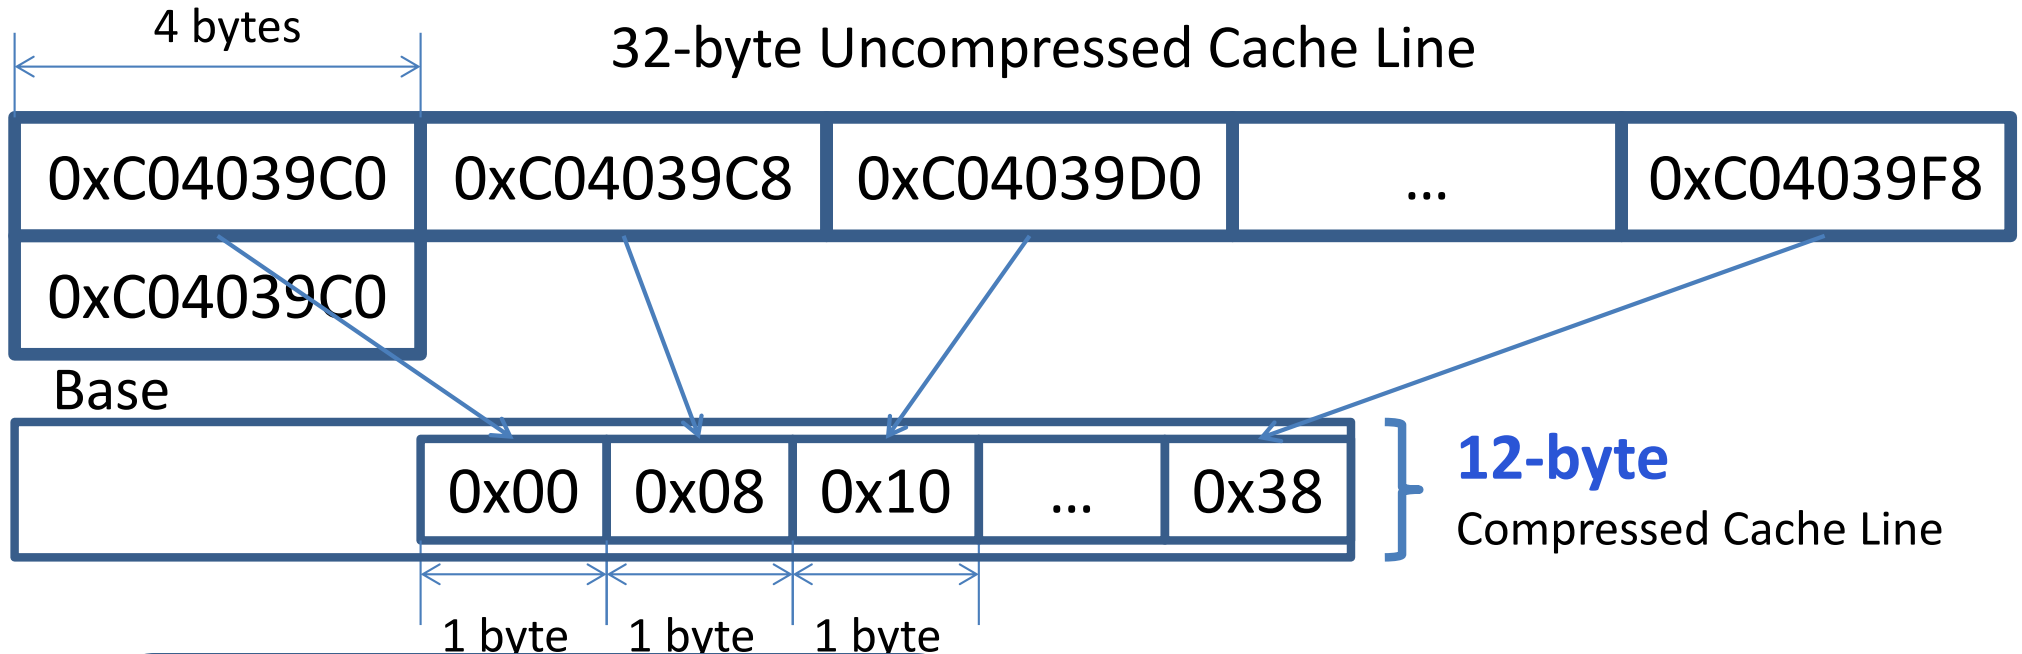 4 bytes
32-byte Uncompressed Cache Line
0xC04039C0 0xC04039C8 0xC04039D0 ... 0xC04039F8
0xC04039C0
Base
0x00 0x08 0x10 ... 0x38
12-byte
Compressed Cache Line
1 byte 1 byte 1 byte